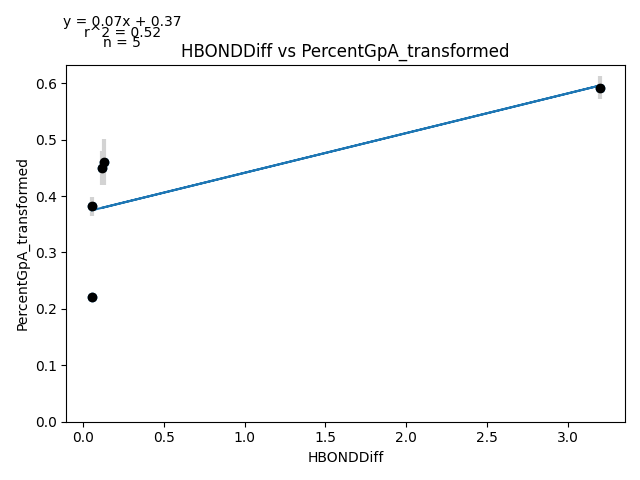 y = 0.07x + 0.37
r^2 = 0.52
n = 5
HBONDDiff vs PercentGpA_transformed
PercentGpA_transformed
0.6
0.5
0.4
0.3
0.2
0.1
0.0
0.0 0.5 1.0 1.5 2.0 2.5 3.0
HBONDDiff